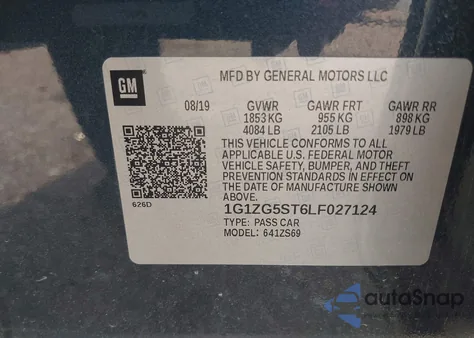 GM
MFD BY GENERAL MOTORS LLC
08/19 GVWR GAWR FRT GAWR RR
1853 KG 955 KG 898 KG
4084 LB 2105 LB 1979 LB
THIS VEHICLE CONFORMS TO ALL
APPLICABLE U.S. FEDERAL MOTOR
VEHICLE SAFETY, BUMPER, AND THEFT
PREVENTION STANDARDS IN EFFECT ON
THE DATE OF MANUFACTURE SHOWN
ABOVE.
626D
1G1ZG5ST6LF027124
TYPE: PASS CAR
MODEL: 641ZS69
autoSnap